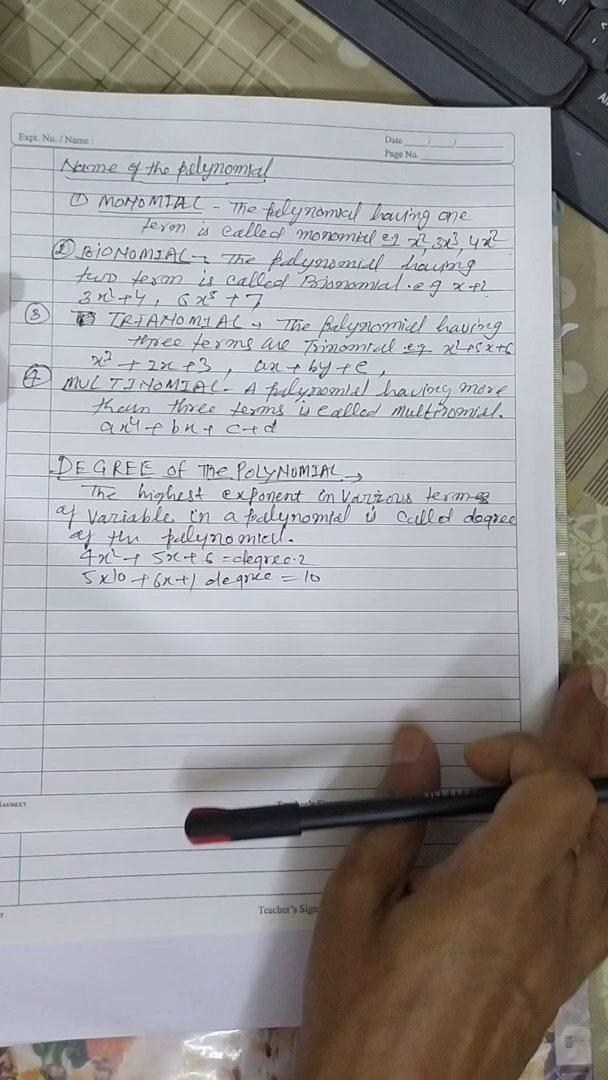 Expt. No. / Name :
Date / /
Page No.
Name of the polynomial
① MONOMIAL - The polynomial having one
term is called monomial eg x², 3x³, 4x²
② BIONOMIAL - The polynomial having
two term is called Bionomial. e.g x+2
3x²+4, 6x⁵+7
③ TRIANOMIAL - The polynomial having
three terms are Trinomial eg. x²+5x+6
x²+2x+3, ax+by+c,
④ MULTINOMIAL - A polynomial having more
than three terms is called multinomial.
ax⁴+bx+c+d
DEGREE of The POLYNOMIAL →
The highest exponent in various terms
of variable in a polynomial is called degree
of the polynomial.
4x²+5x+6 = degree.2
5x10+6x+1 degree = 10
NAVNEET
Teacher's Sign